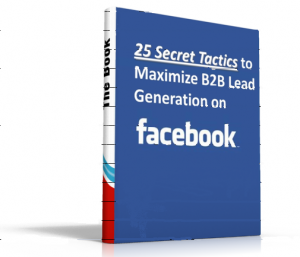 25 Secret Tactics to
Maximize B2B Lead
Generation on
facebook
The Book